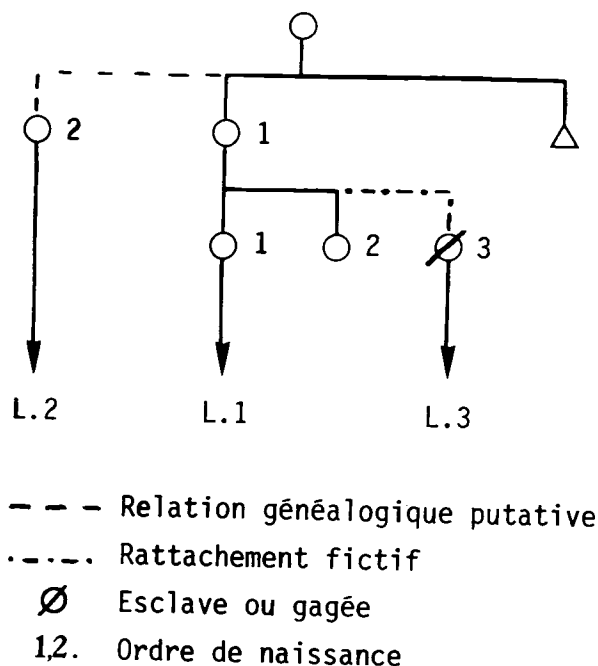 2 1
1 2 3
L.2 L.1 L.3
Relation généalogique putative
Rattachement fictif
Ø Esclave ou gagée
1,2. Ordre de naissance